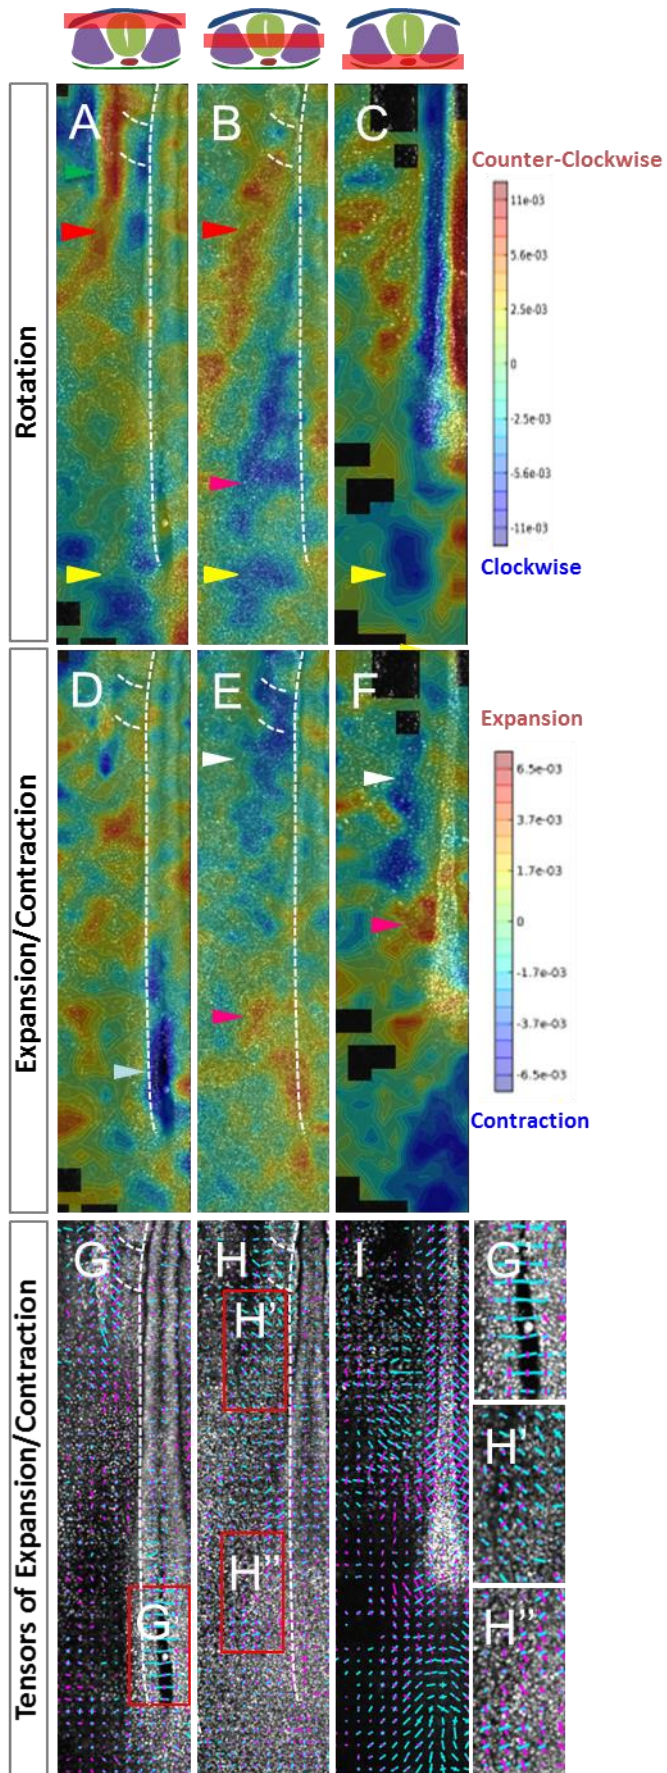 A
B
C
Rotation
Counter-Clockwise
11e-03
5.6e-03
2.5e-03
0
-2.5e-03
-5.6e-03
-11e-03
Clockwise
D
E
F
Expansion/Contraction
Expansion
6.5e-03
3.7e-03
1.7e-03
0
-1.7e-03
-3.7e-03
-6.5e-03
Contraction
G
H
I
G
H'
H'
H"
H"
G
Tensors of Expansion/Contraction